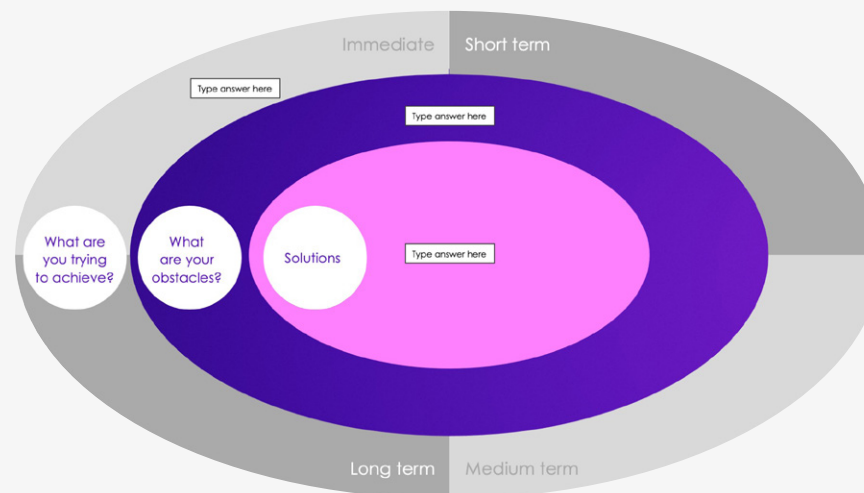 Immediate
Short term
Type answer here
Type answer here
What are
you trying
to achieve?
What
are your
obstacles?
Solutions
Type answer here
Long term
Medium term